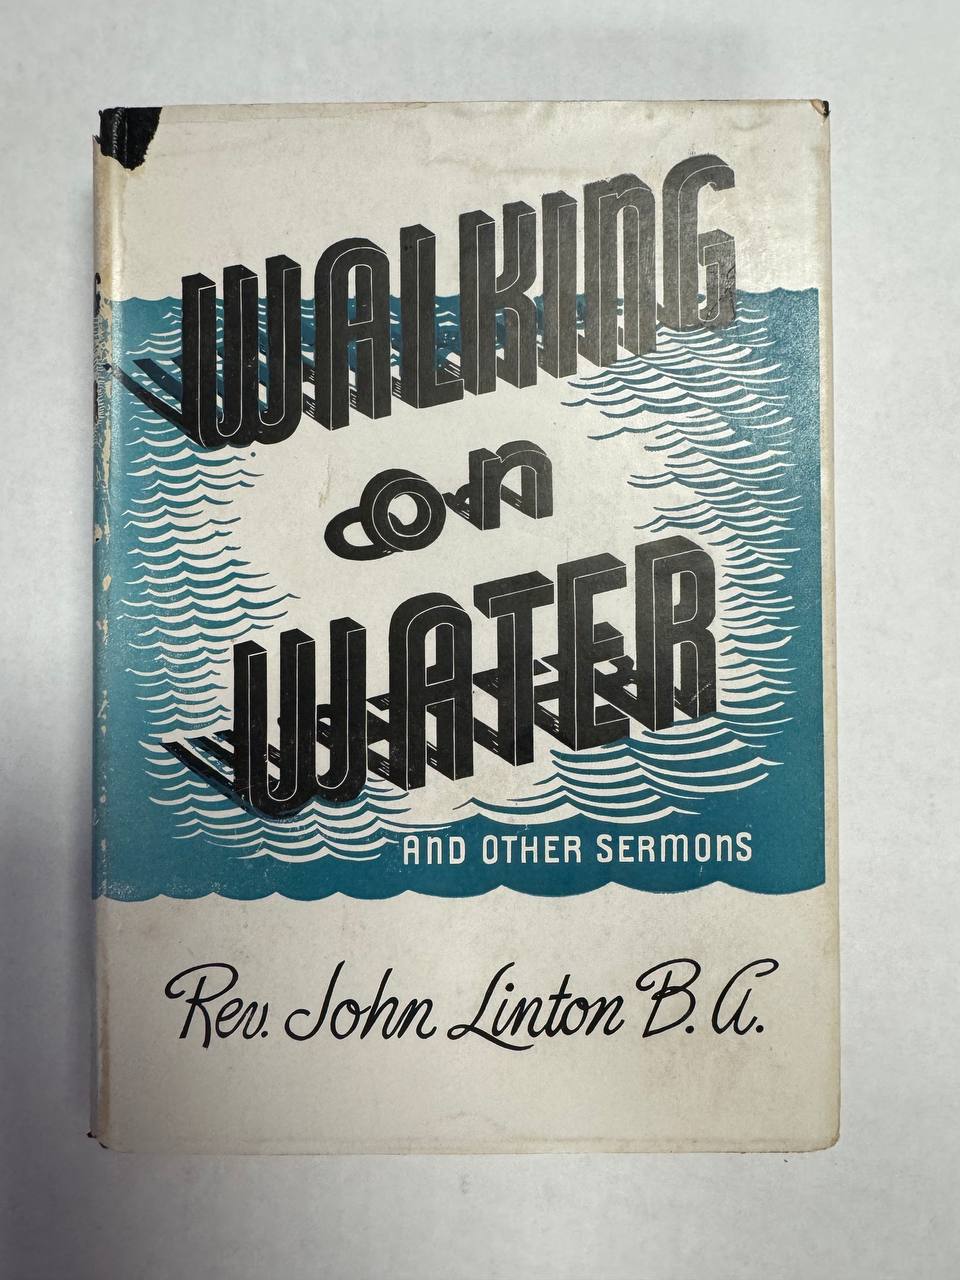 WALKING
on
WATER
AND OTHER SERMONS
Rev. John Linton B. A.